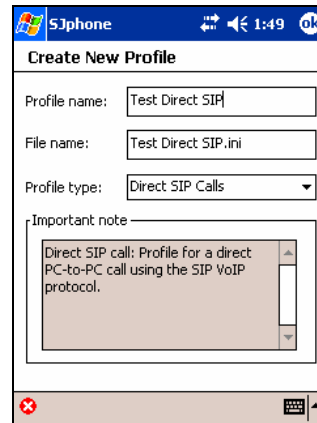 SJphone 1:49 ok
Create New Profile
Profile name: Test Direct SIP
File name: Test Direct SIP.ini
Profile type: Direct SIP Calls
Important note
Direct SIP call: Profile for a direct
PC-to-PC call using the SIP VoIP
protocol.